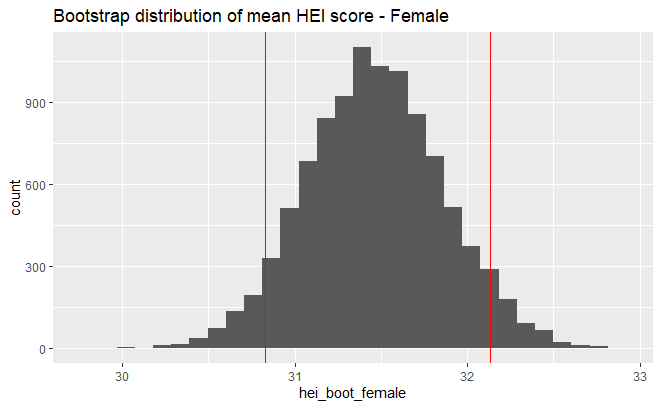 Bootstrap distribution of mean HEI score - Female
900
600
300
0
count
30
31
32
33
hei_boot_female